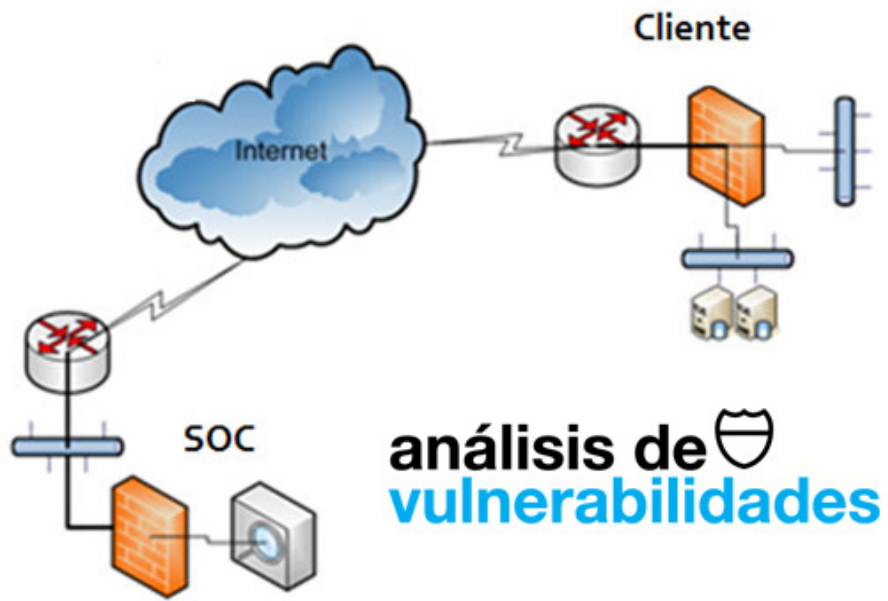 Cliente
Internet
SOC
análisis de
vulnerabilidades